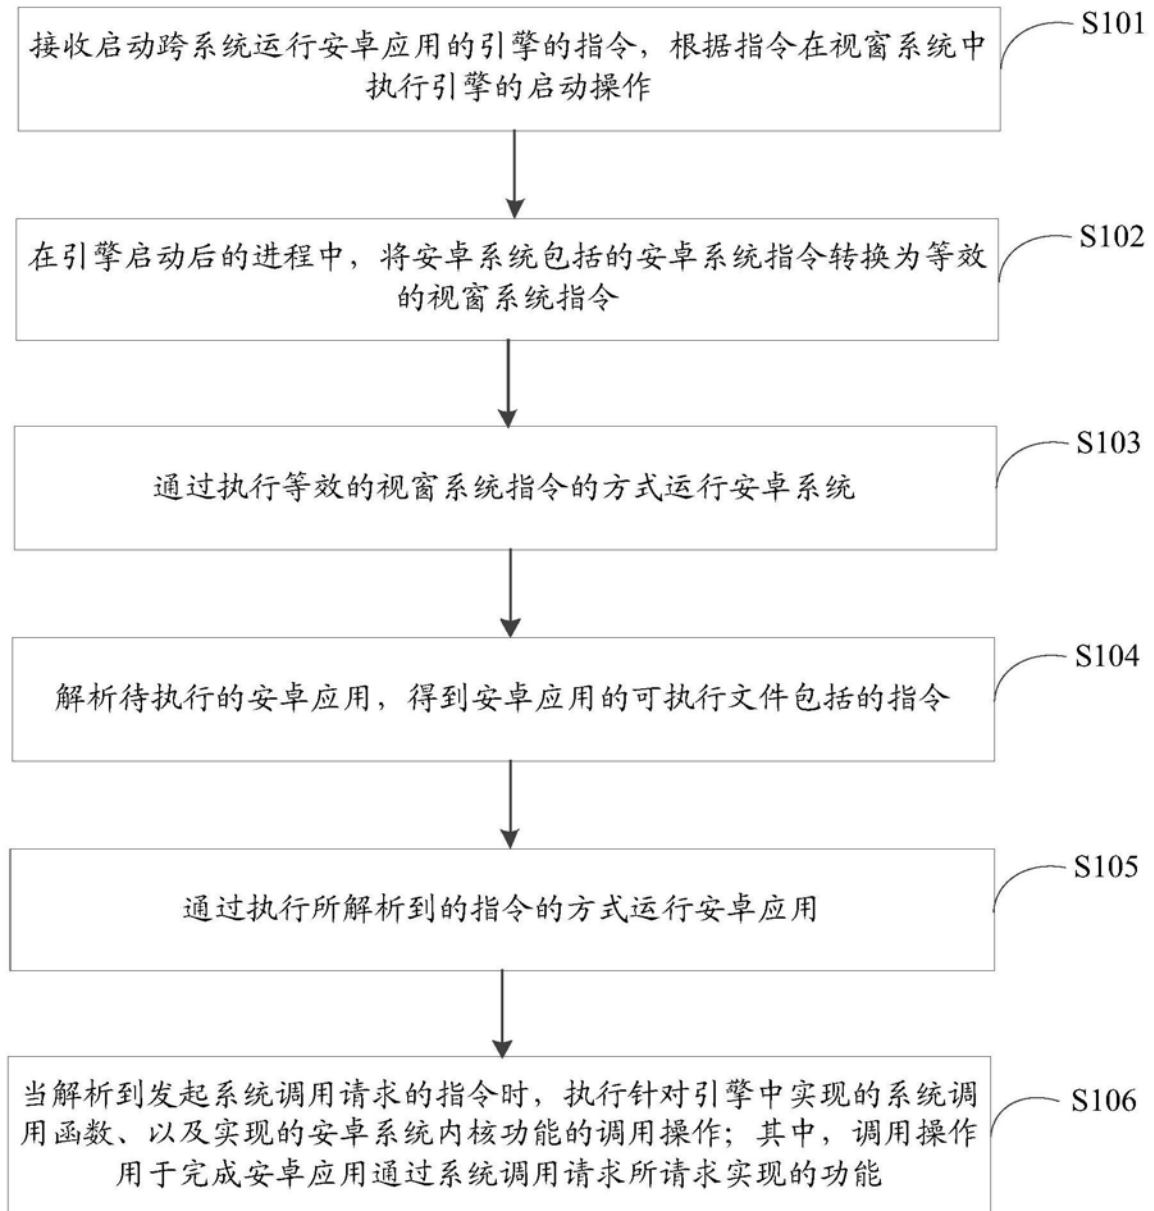 接收启动跨系统运行安卓应用的引擎的指令，根据指令在视窗系统中
执行引擎的启动操作
S101
在引擎启动后的进程中，将安卓系统包括的安卓系统指令转换为等效
的视窗系统指令
S102
通过执行等效的视窗系统指令的方式运行安卓系统
S103
解析待执行的安卓应用，得到安卓应用的可执行文件包括的指令
S104
通过执行所解析到的指令的方式运行安卓应用
S105
当解析到发起系统调用请求的指令时，执行针对引擎中实现的系统调
用函数、以及实现的安卓系统内核功能的调用操作；其中，调用操作
用于完成安卓应用通过系统调用请求所请求实现的功能
S106